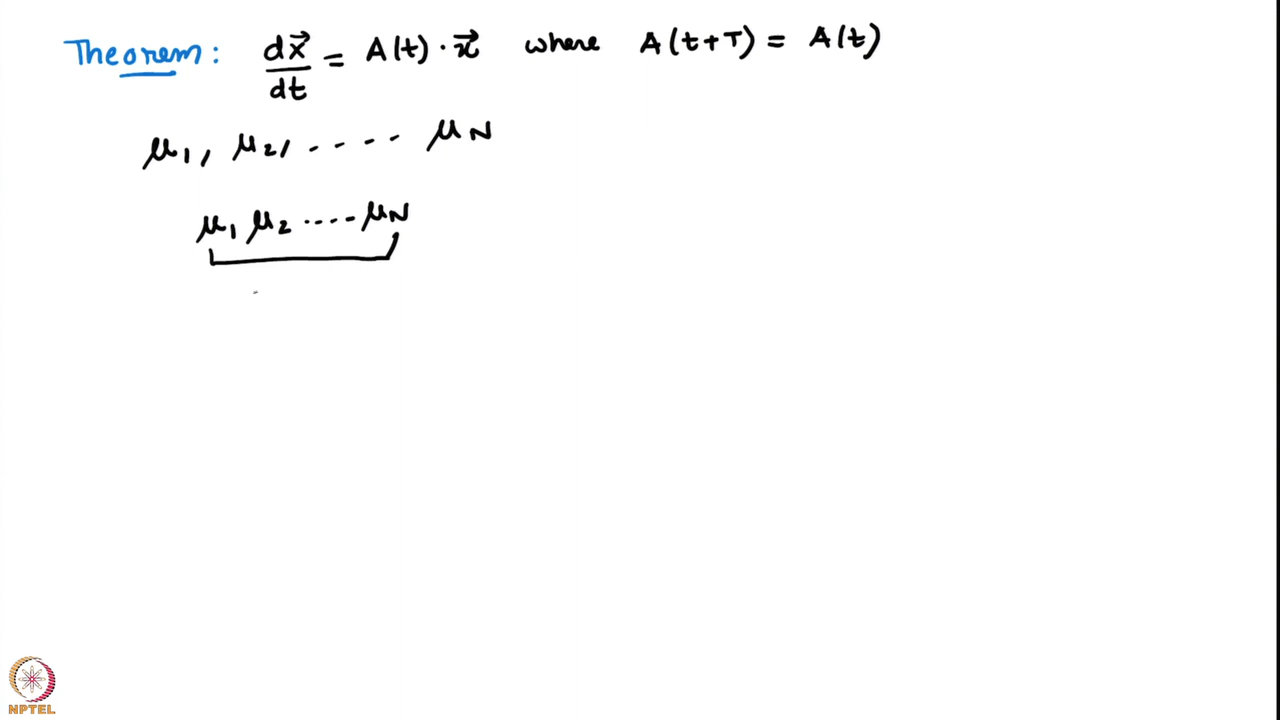 Theorem: dx⃗/dt = A(t)·x⃗ where A(t+T) = A(t)
μ₁, μ₂, .... μN
μ₁ μ₂ .... μN
NPTEL